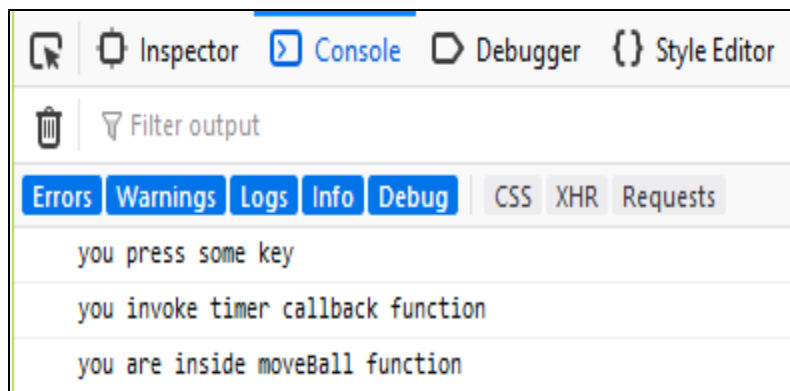 Inspector Console Debugger {} Style Editor
Filter output
Errors Warnings Logs Info Debug CSS XHR Requests
you press some key
you invoke timer callback function
you are inside moveBall function